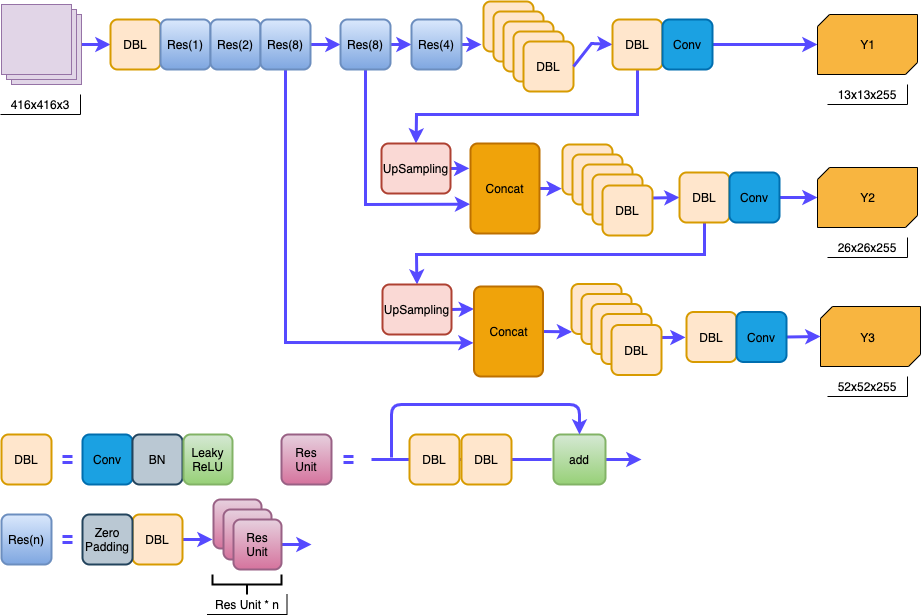 DBL
Res(1)
Res(2)
Res(8)
Res(8)
Res(4)
DBL
DBL
Conv
Y1
416x416x3
13x13x255
UpSampling
Concat
DBL
DBL
Conv
Y2
26x26x255
UpSampling
Concat
DBL
DBL
Conv
Y3
52x52x255
DBL
=
Conv
BN
Leaky
ReLU
Res
Unit
=
DBL
DBL
add
Res(n)
=
Zero
Padding
DBL
Res
Unit
Res Unit * n